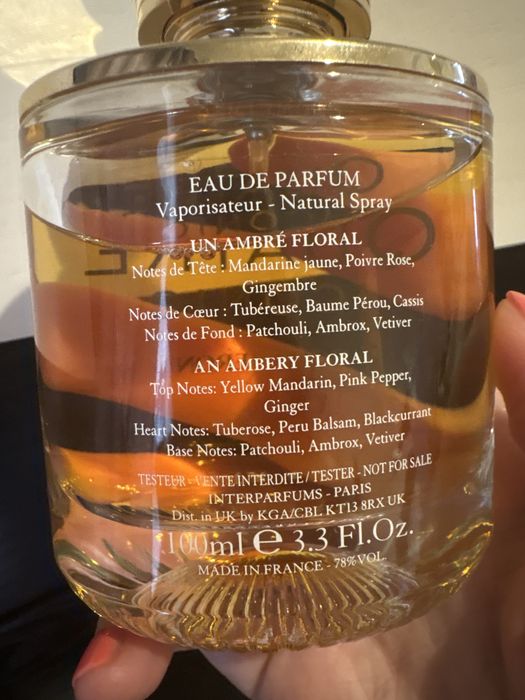 EAU DE PARFUM
Vaporisateur - Natural Spray
UN AMBRÉ FLORAL
Notes de Tête : Mandarine jaune, Poivre Rose,
Gingembre
Notes de Cœur : Tubéreuse, Baume Pérou, Cassis
Notes de Fond : Patchouli, Ambrox, Vetiver
AN AMBERY FLORAL
Top Notes: Yellow Mandarin, Pink Pepper,
Ginger
Heart Notes: Tuberose, Peru Balsam, Blackcurrant
Base Notes: Patchouli, Ambrox, Vetiver
TESTEUR - VENTE INTERDITE / TESTER - NOT FOR SALE
INTERPARFUMS - PARIS
Dist. in UK by KGA/CBL KT13 8RX UK
100ml e 3.3 Fl.Oz.
MADE IN FRANCE - 78% VOL.